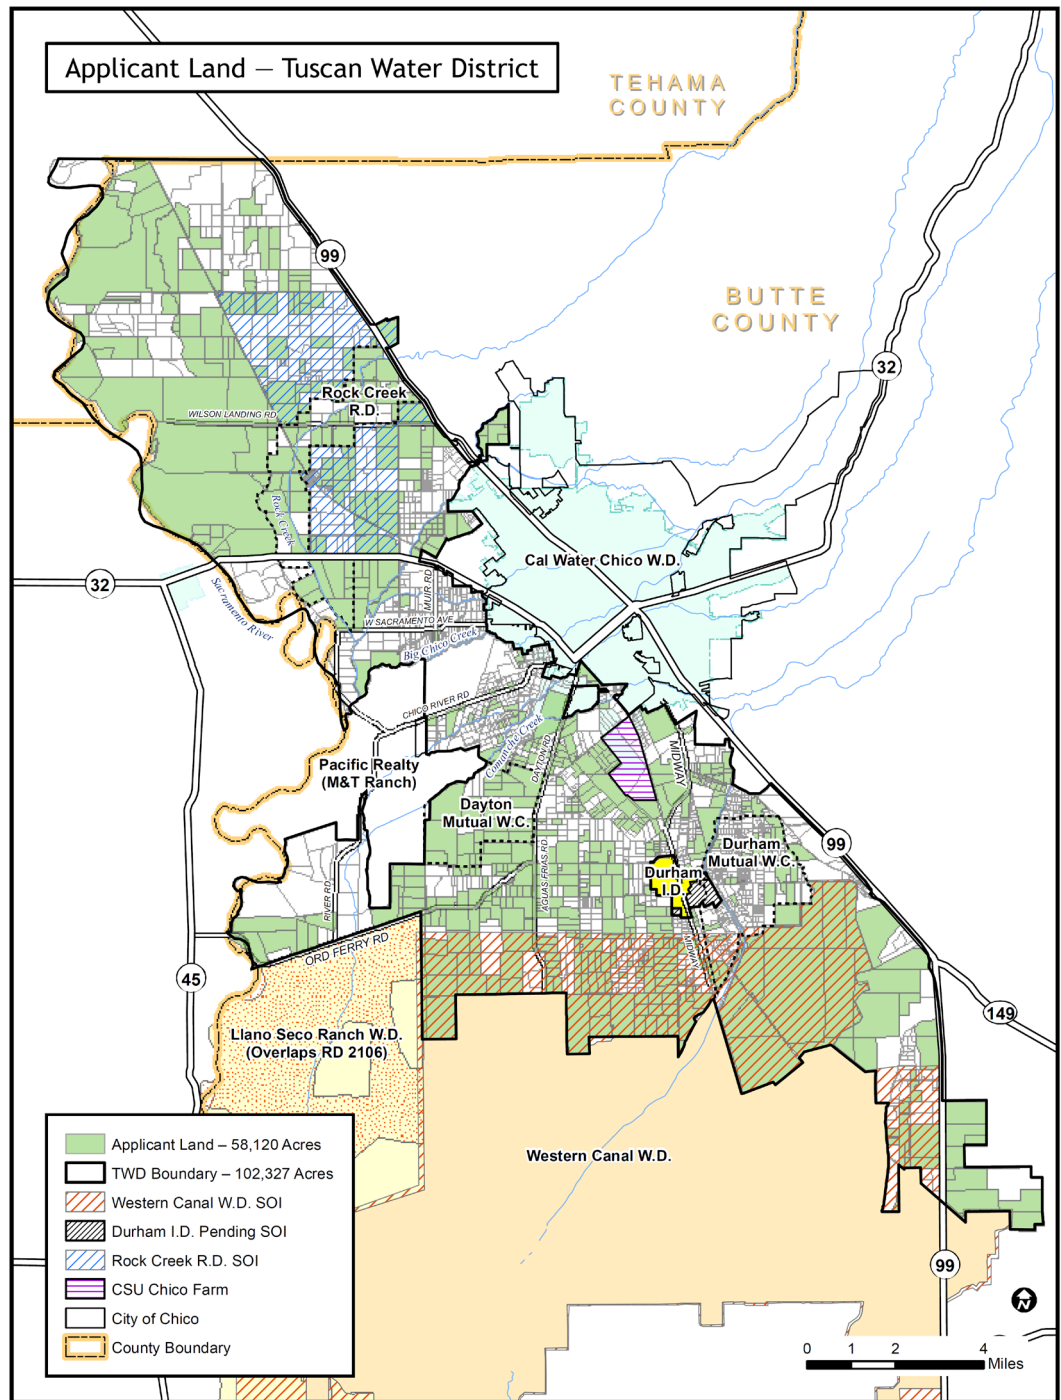 Applicant Land – Tuscan Water District
TEHAMA
COUNTY
99
BUTTE
COUNTY
32
Rock Creek
R.D.
WILSON LANDING RD
Rock Creek
Cal Water Chico W.D.
32
MUIR RD
Sacramento River
W SACRAMENTO AVE
Big Chico Creek
CHICO RIVER RD
Comanche Creek
DAYTON RD
MIDWAY
Pacific Realty
(M&T Ranch)
Dayton
Mutual W.C.
99
Durham
Mutual W.C.
Durham
I.D.
AGUAS FRIAS RD
RIVER RD
ORD FERRY RD
MIDWAY
45
149
Llano Seco Ranch W.D.
(Overlaps RD 2106)
Western Canal W.D.
99
Applicant Land – 58,120 Acres
TWD Boundary – 102,327 Acres
Western Canal W.D. SOI
Durham I.D. Pending SOI
Rock Creek R.D. SOI
CSU Chico Farm
City of Chico
County Boundary
N
0 1 2 4
Miles